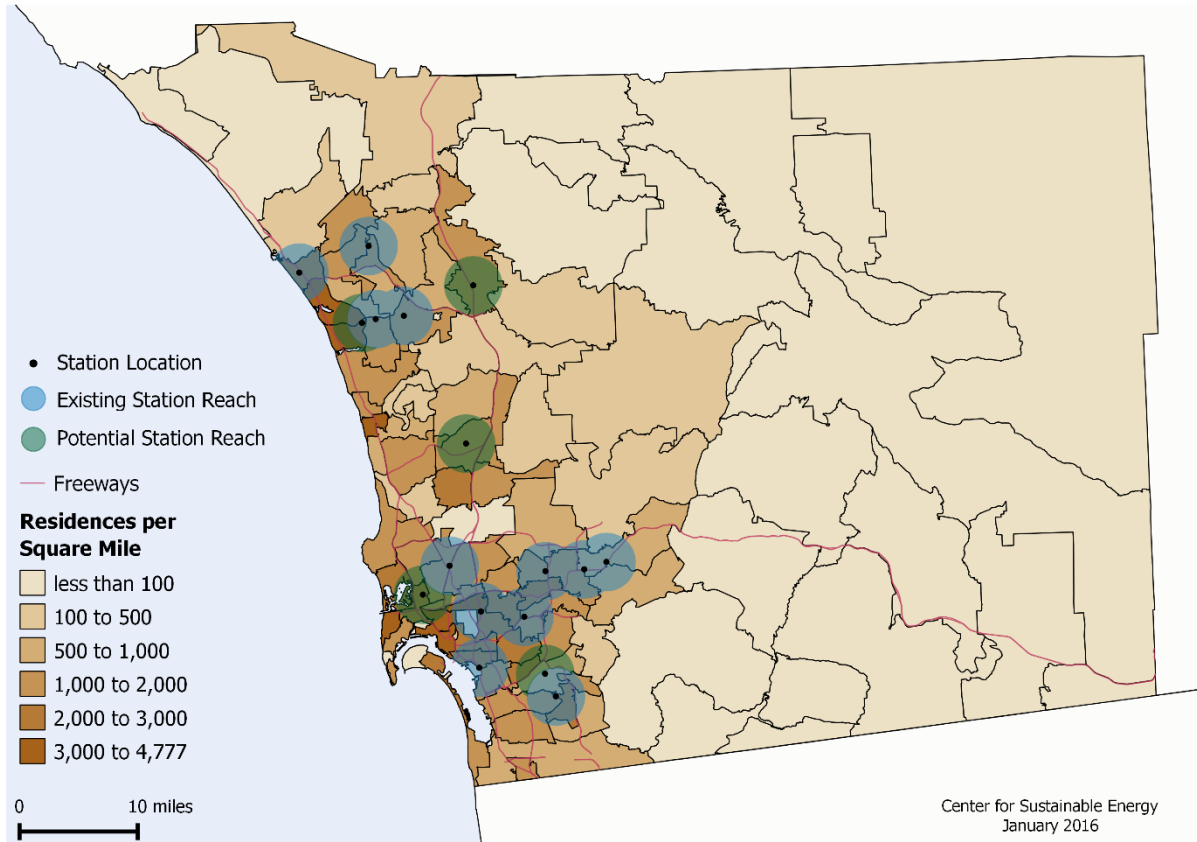 Station Location
Existing Station Reach
Potential Station Reach
Freeways
Residences per
Square Mile
less than 100
100 to 500
500 to 1,000
1,000 to 2,000
2,000 to 3,000
3,000 to 4,777
0 10 miles
Center for Sustainable Energy
January 2016